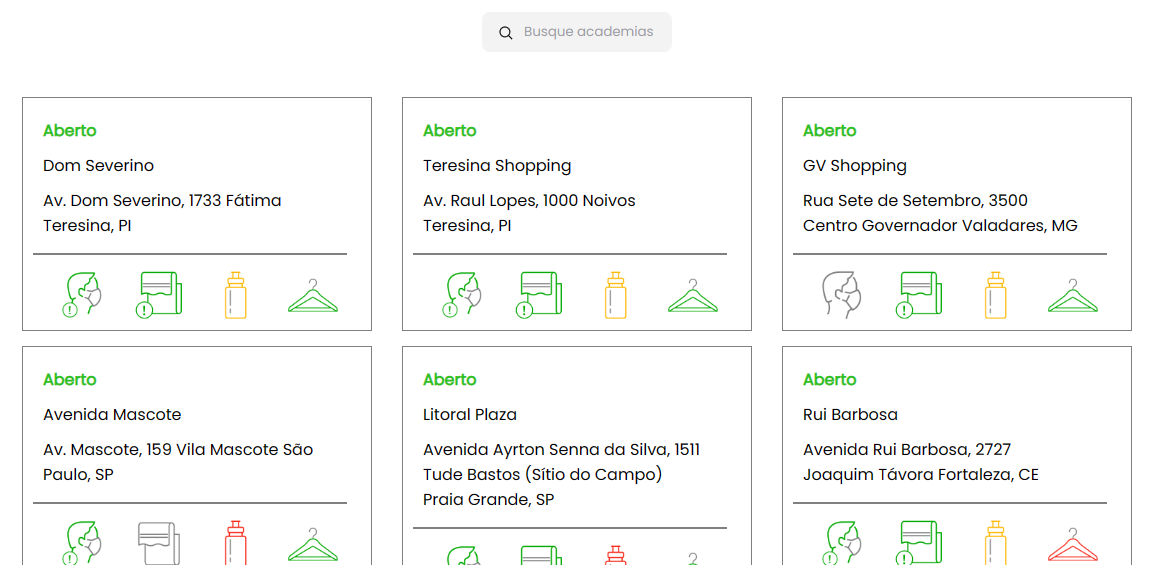 Busque academias
Aberto
Dom Severino
Av. Dom Severino, 1733 Fátima
Teresina, PI
Aberto
Teresina Shopping
Av. Raul Lopes, 1000 Noivos
Teresina, PI
Aberto
GV Shopping
Rua Sete de Setembro, 3500
Centro Governador Valadares, MG
Aberto
Avenida Mascote
Av. Mascote, 159 Vila Mascote São
Paulo, SP
Aberto
Litoral Plaza
Avenida Ayrton Senna da Silva, 1511
Tude Bastos (Sítio do Campo)
Praia Grande, SP
Aberto
Rui Barbosa
Avenida Rui Barbosa, 2727
Joaquim Távora Fortaleza, CE